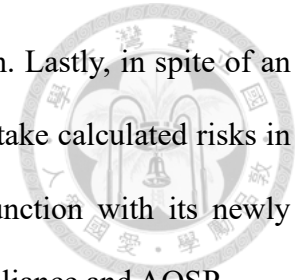 n. Lastly, in spite of an
take calculated risks in
unction with its newly
liance and AOSP